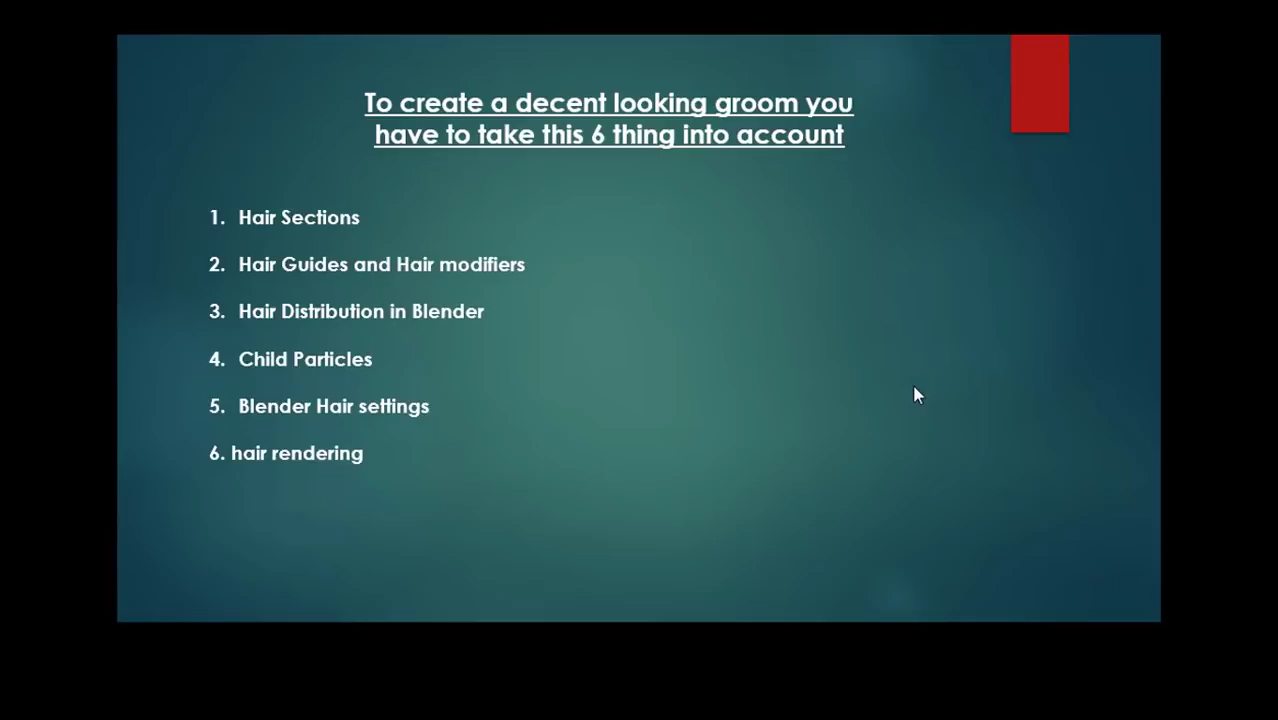 To create a decent looking groom you
have to take this 6 thing into account
1. Hair Sections
2. Hair Guides and Hair modifiers
3. Hair Distribution in Blender
4. Child Particles
5. Blender Hair settings
6. hair rendering